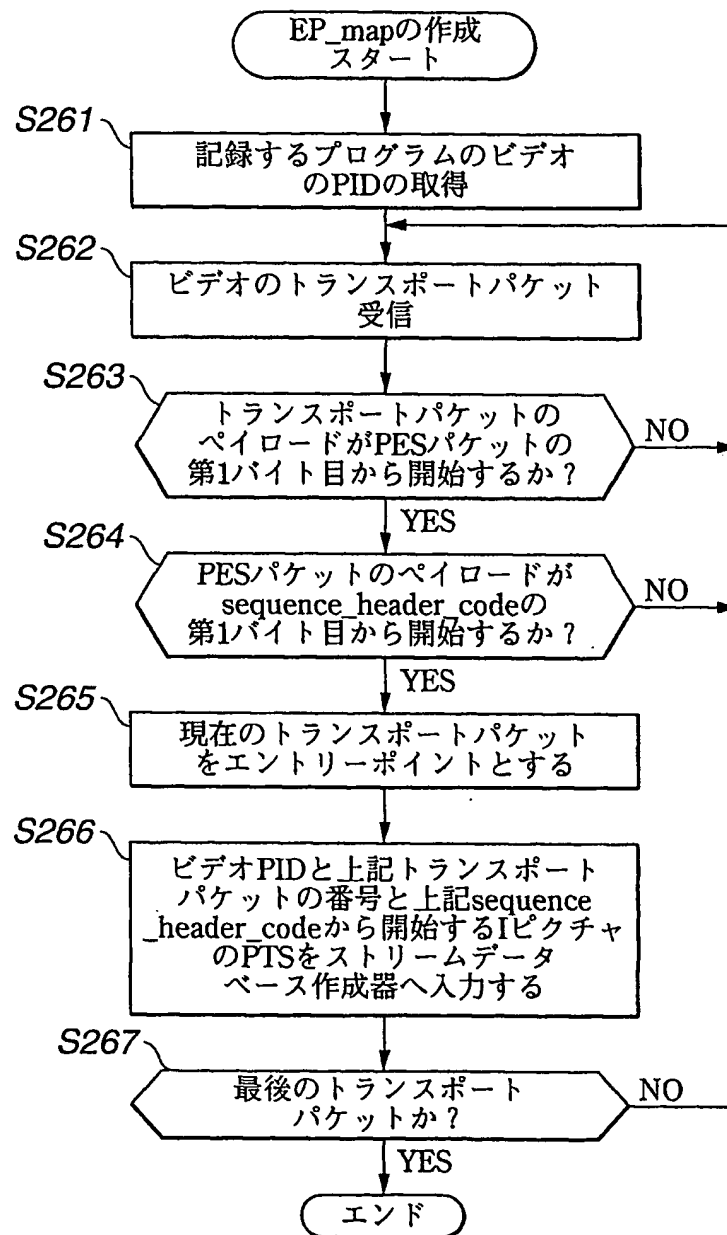 EP_mapの作成
スタート
S261
記録するプログラムのビデオ
のPIDの取得
S262
ビデオのトランスポートパケット
受信
S263
トランスポートパケットの
ペイロードがPESパケットの
第1バイト目から開始するか？
NO
YES
S264
PESパケットのペイロードが
sequence_header_codeの
第1バイト目から開始するか？
NO
YES
S265
現在のトランスポートパケット
をエントリーポイントとする
S266
ビデオPIDと上記トランスポート
パケットの番号と上記sequence
_header_codeから開始するIピクチャ
のPTSをストリームデータ
ベース作成器へ入力する
S267
最後のトランスポート
パケットか？
NO
YES
エンド